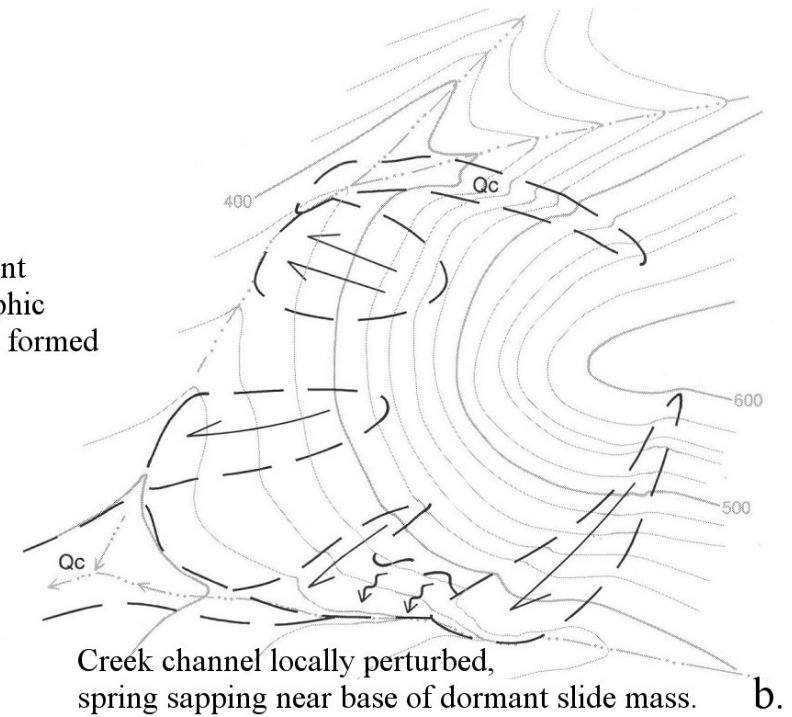 400
Qc
nt
phic
formed
600
500
Qc
Creek channel locally perturbed,
spring sapping near base of dormant slide mass.
b.